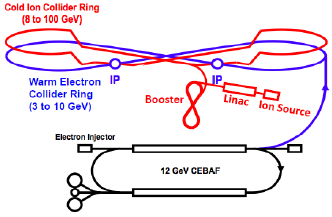 Cold Ion Collider Ring
(8 to 100 GeV)
IP
IP
Warm Electron
Collider Ring
(3 to 10 GeV)
Booster
Linac
Ion Source
Electron Injector
12 GeV CEBAF